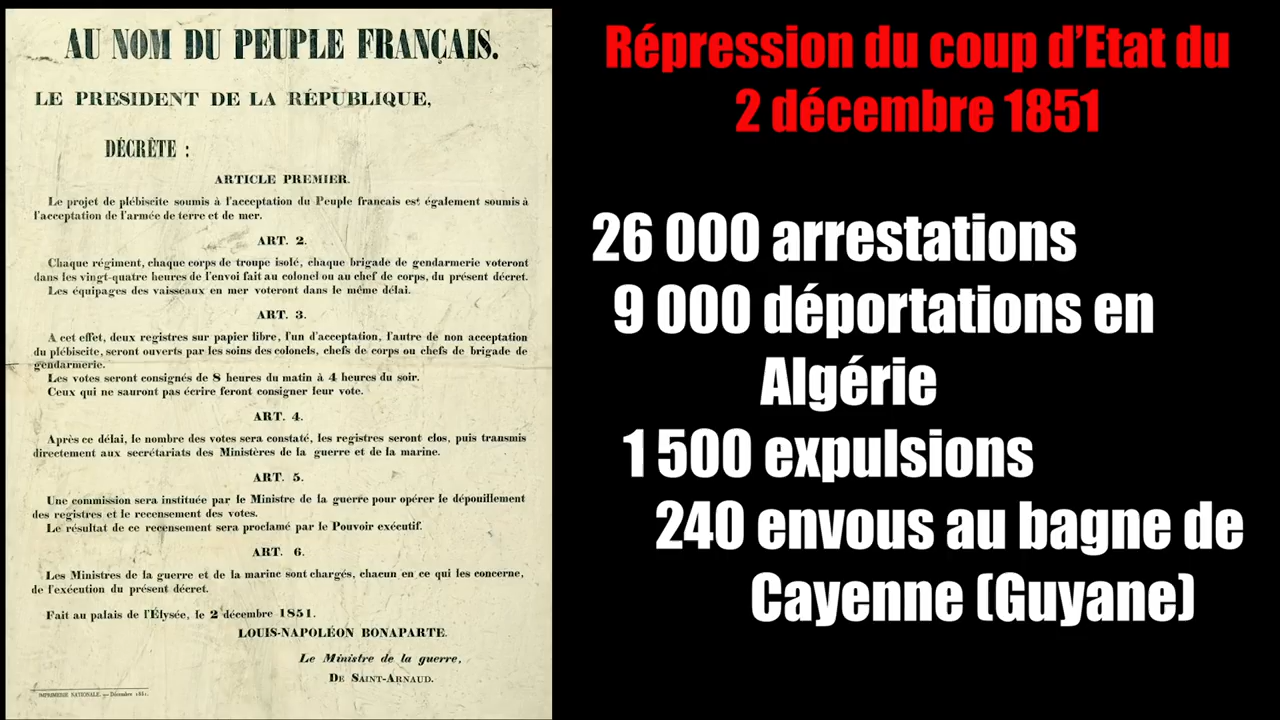 AU NOM DU PEUPLE FRANÇAIS.
LE PRESIDENT DE LA RÉPUBLIQUE,
DÉCRÈTE :
ARTICLE PREMIER.
Le projet de plébiscite soumis à l'acceptation du Peuple français est également soumis à
l'acceptation de l'armée de terre et de mer.
ART. 2.
Chaque régiment, chaque corps de troupe isolé, chaque brigade de gendarmerie voteront
dans les vingt-quatre heures de l'envoi fait au colonel ou au chef de corps, du présent décret.
Les équipages des vaisseaux en mer voteront dans le même délai.
ART. 3.
A cet effet, deux registres sur papier libre, l'un d'acceptation, l'autre de non acceptation
du plébiscite, seront ouverts par les soins des colonels, chefs de corps ou chefs de brigade de
gendarmerie.
Les votes seront consignés de 8 heures du matin à 4 heures du soir.
Ceux qui ne sauront pas écrire feront consigner leur vote.
ART. 4.
Après ce délai, le nombre des votes sera constaté, les registres seront clos, puis transmis
directement aux secrétariats des Ministères de la guerre et de la marine.
ART. 5.
Une commission sera instituée par le Ministre de la guerre pour opérer le dépouillement
des registres et le recensement des votes.
Le résultat de ce recensement sera proclamé par le Pouvoir exécutif.
ART. 6.
Les Ministres de la guerre et de la marine sont chargés, chacun en ce qui les concerne,
de l'exécution du présent décret.
Fait au palais de l'Élysée, le 2 décembre 1851.
LOUIS-NAPOLÉON BONAPARTE.
Le Ministre de la guerre,
DE SAINT-ARNAUD.
IMPRIMERIE NATIONALE. — Décembre 1851.
Répression du coup d'Etat du
2 décembre 1851
26 000 arrestations
9 000 déportations en
Algérie
1 500 expulsions
240 envous au bagne de
Cayenne (Guyane)